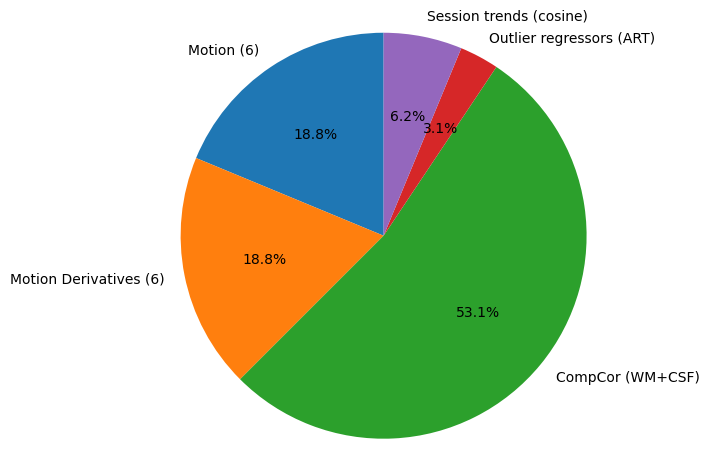 Session trends (cosine)
Outlier regressors (ART)
Motion (6)
6.2%
3.1%
18.8%
18.8%
Motion Derivatives (6)
53.1%
CompCor (WM+CSF)